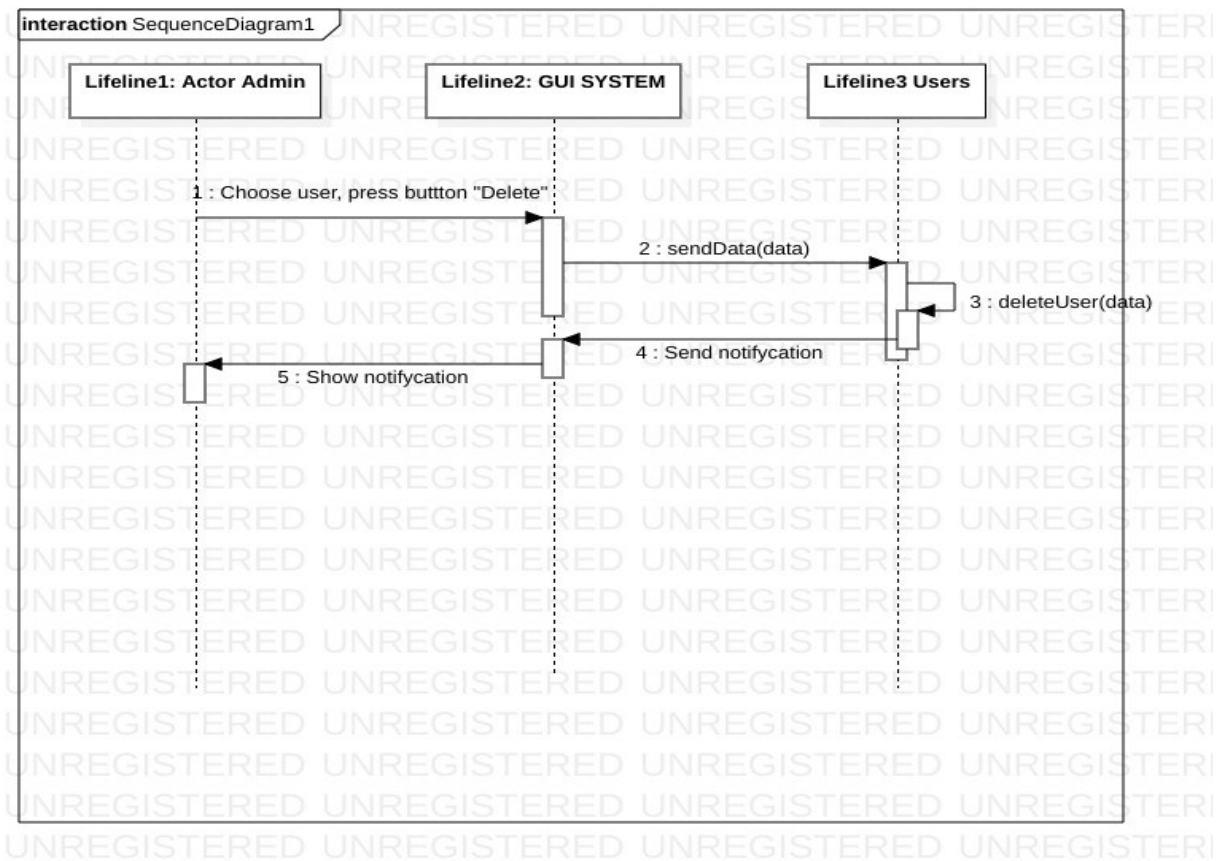 interaction SequenceDiagram1
Lifeline1: Actor Admin
Lifeline2: GUI SYSTEM
Lifeline3 Users
1 : Choose user, press buttton "Delete"
2 : sendData(data)
3 : deleteUser(data)
4 : Send notifycation
5 : Show notifycation
UNREGISTERED UNREGISTERED UNREGISTERED UNREGISTERED